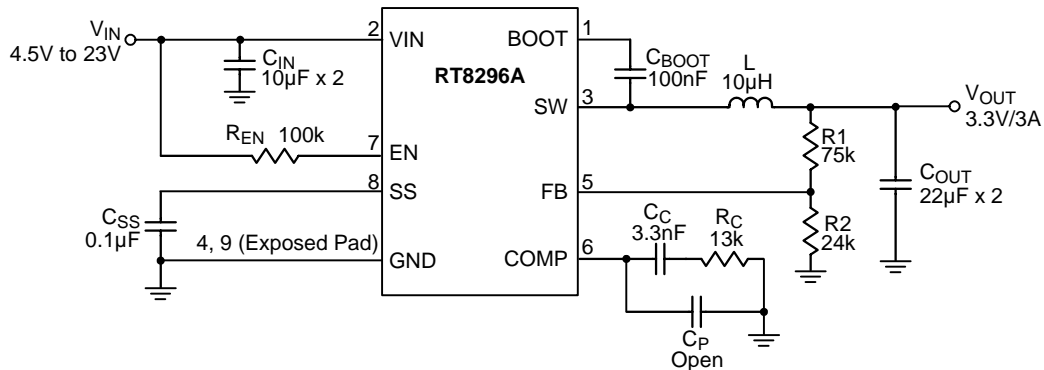 VIN
4.5V to 23V
CIN
10µF x 2
REN 100k
CSS
0.1µF
4, 9 (Exposed Pad)
2
7
8
VIN
EN
SS
GND
RT8296A
BOOT
SW
FB
COMP
1
3
5
6
CBOOT
100nF
L
10µH
VOUT
3.3V/3A
R1
75k
COUT
22µF x 2
R2
24k
CC
3.3nF
RC
13k
CP
Open